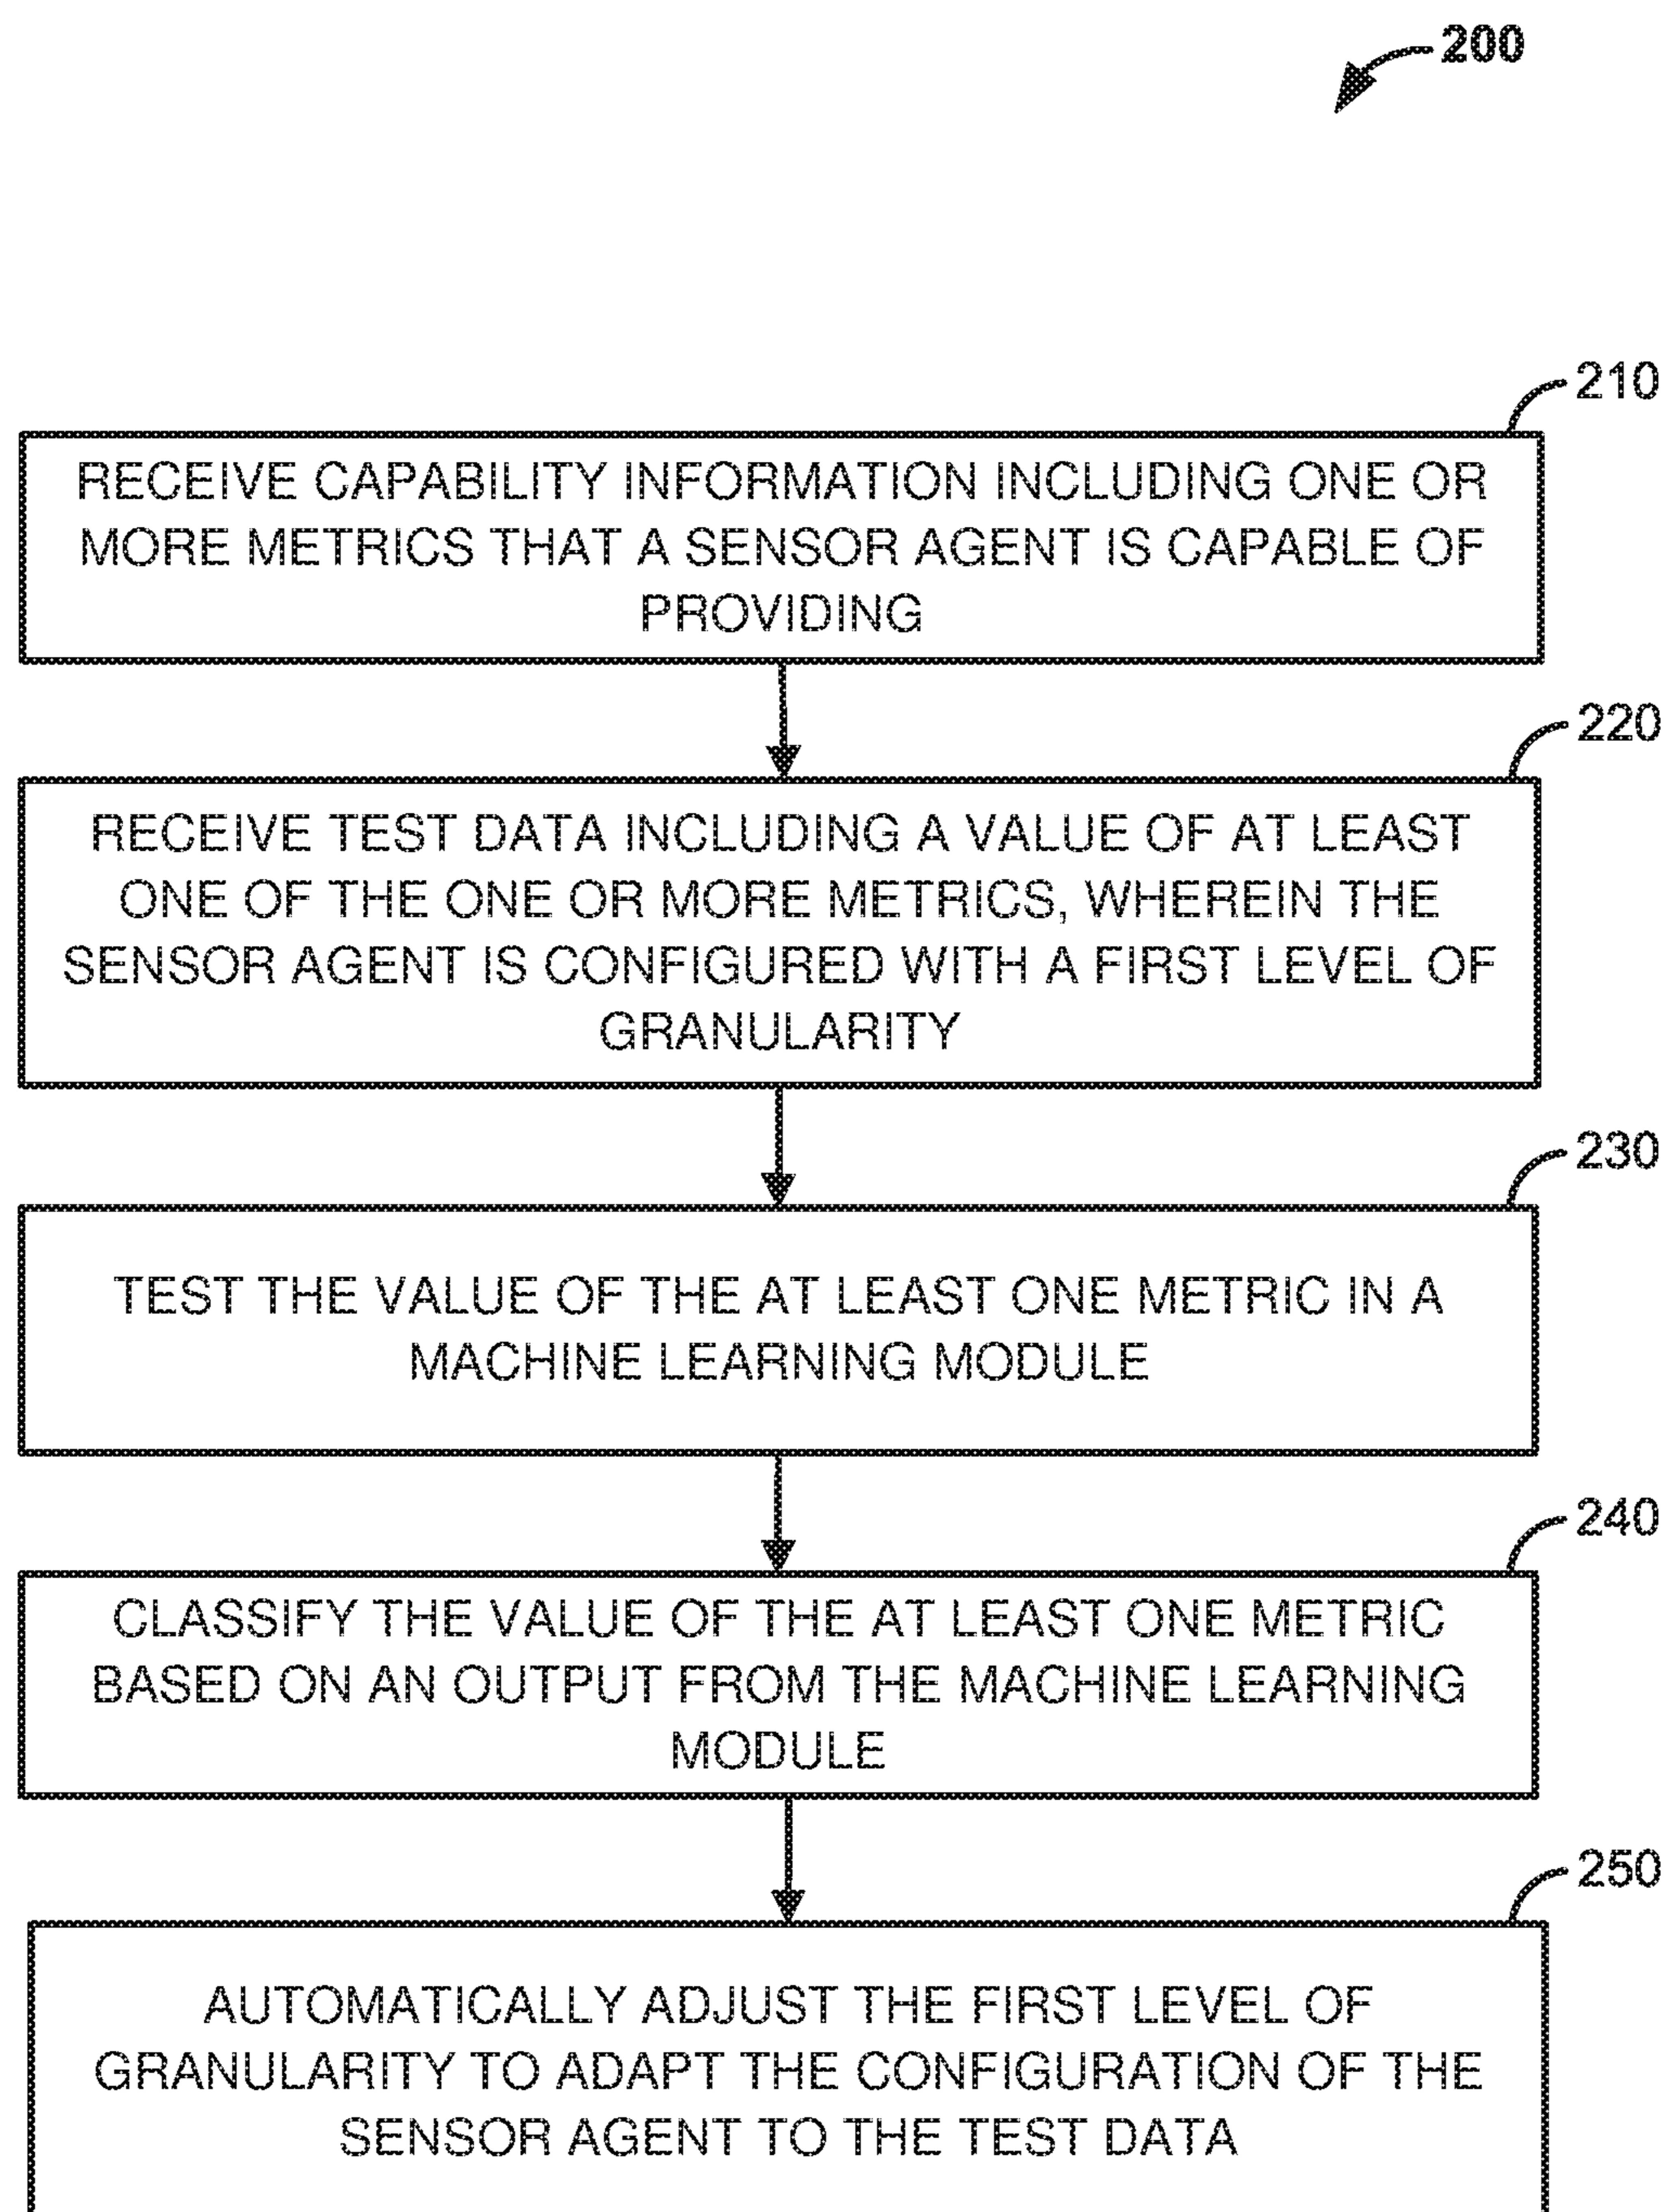 200
210
RECEIVE CAPABILITY INFORMATION INCLUDING ONE OR
MORE METRICS THAT A SENSOR AGENT IS CAPABLE OF
PROVIDING
220
RECEIVE TEST DATA INCLUDING A VALUE OF AT LEAST
ONE OF THE ONE OR MORE METRICS, WHEREIN THE
SENSOR AGENT IS CONFIGURED WITH A FIRST LEVEL OF
GRANULARITY
230
TEST THE VALUE OF THE AT LEAST ONE METRIC IN A
MACHINE LEARNING MODULE
240
CLASSIFY THE VALUE OF THE AT LEAST ONE METRIC
BASED ON AN OUTPUT FROM THE MACHINE LEARNING
MODULE
250
AUTOMATICALLY ADJUST THE FIRST LEVEL OF
GRANULARITY TO ADAPT THE CONFIGURATION OF THE
SENSOR AGENT TO THE TEST DATA